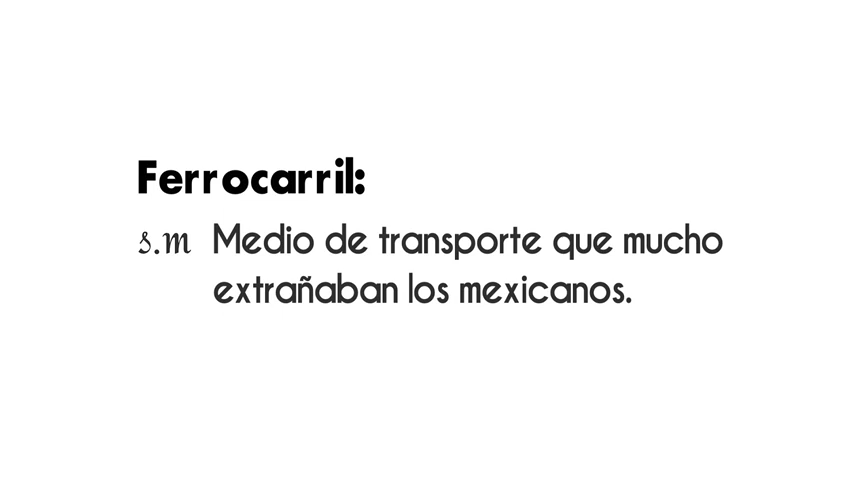 Ferrocarril:
s.m Medio de transporte que mucho
extrañaban los mexicanos.